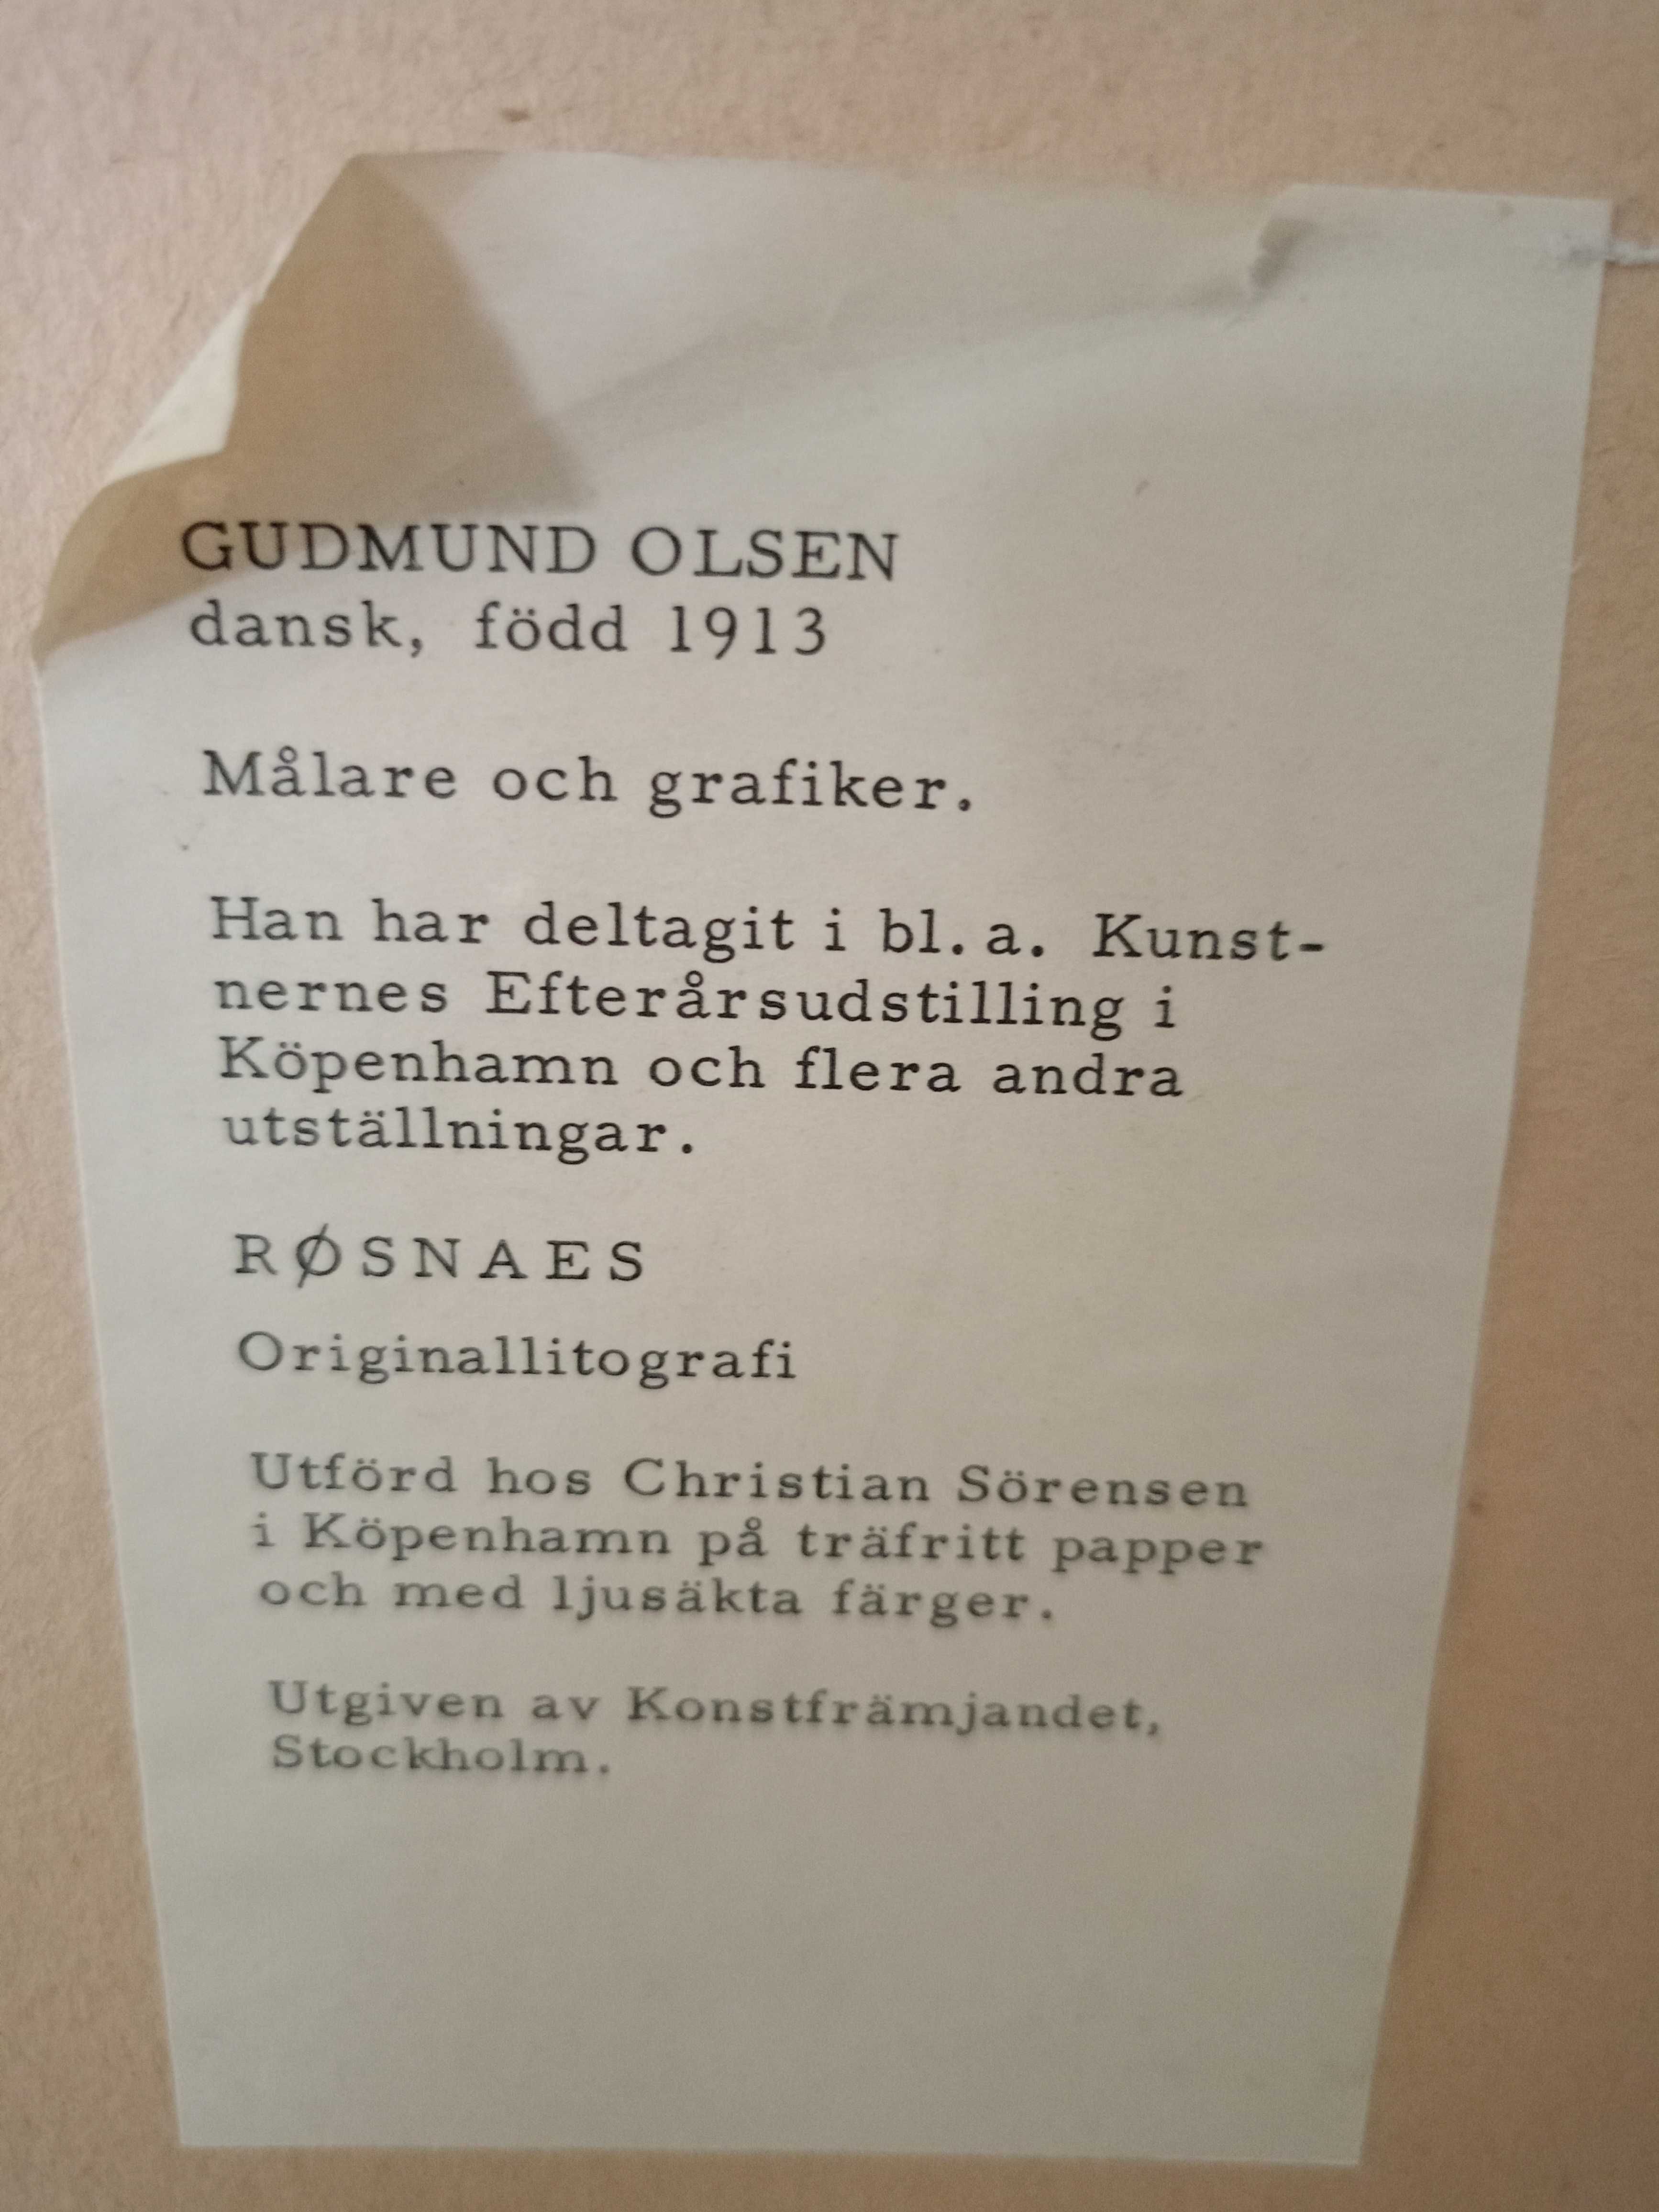 GUDMUND OLSEN
dansk, född 1913
Målare och grafiker.
Han har deltagit i bl. a. Kunst-
nernes Efterårsudstilling i
Köpenhamn och flera andra
utställningar.
RØSNAES
Originallitografi
Utförd hos Christian Sörensen
i Köpenhamn på träfritt papper
och med ljusäkta färger.
Utgiven av Konstfrämjandet,
Stockholm.